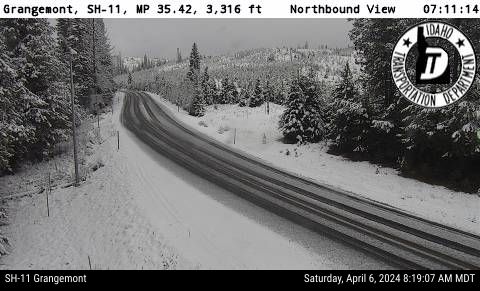 Grangemont, SH-11, MP 35.42, 3,316 ft Northbound View 07:11:14
IDAHO
TRANSPORTATION DEPARTMENT
SH-11 Grangemont Saturday, April 6, 2024 8:19:07 AM MDT